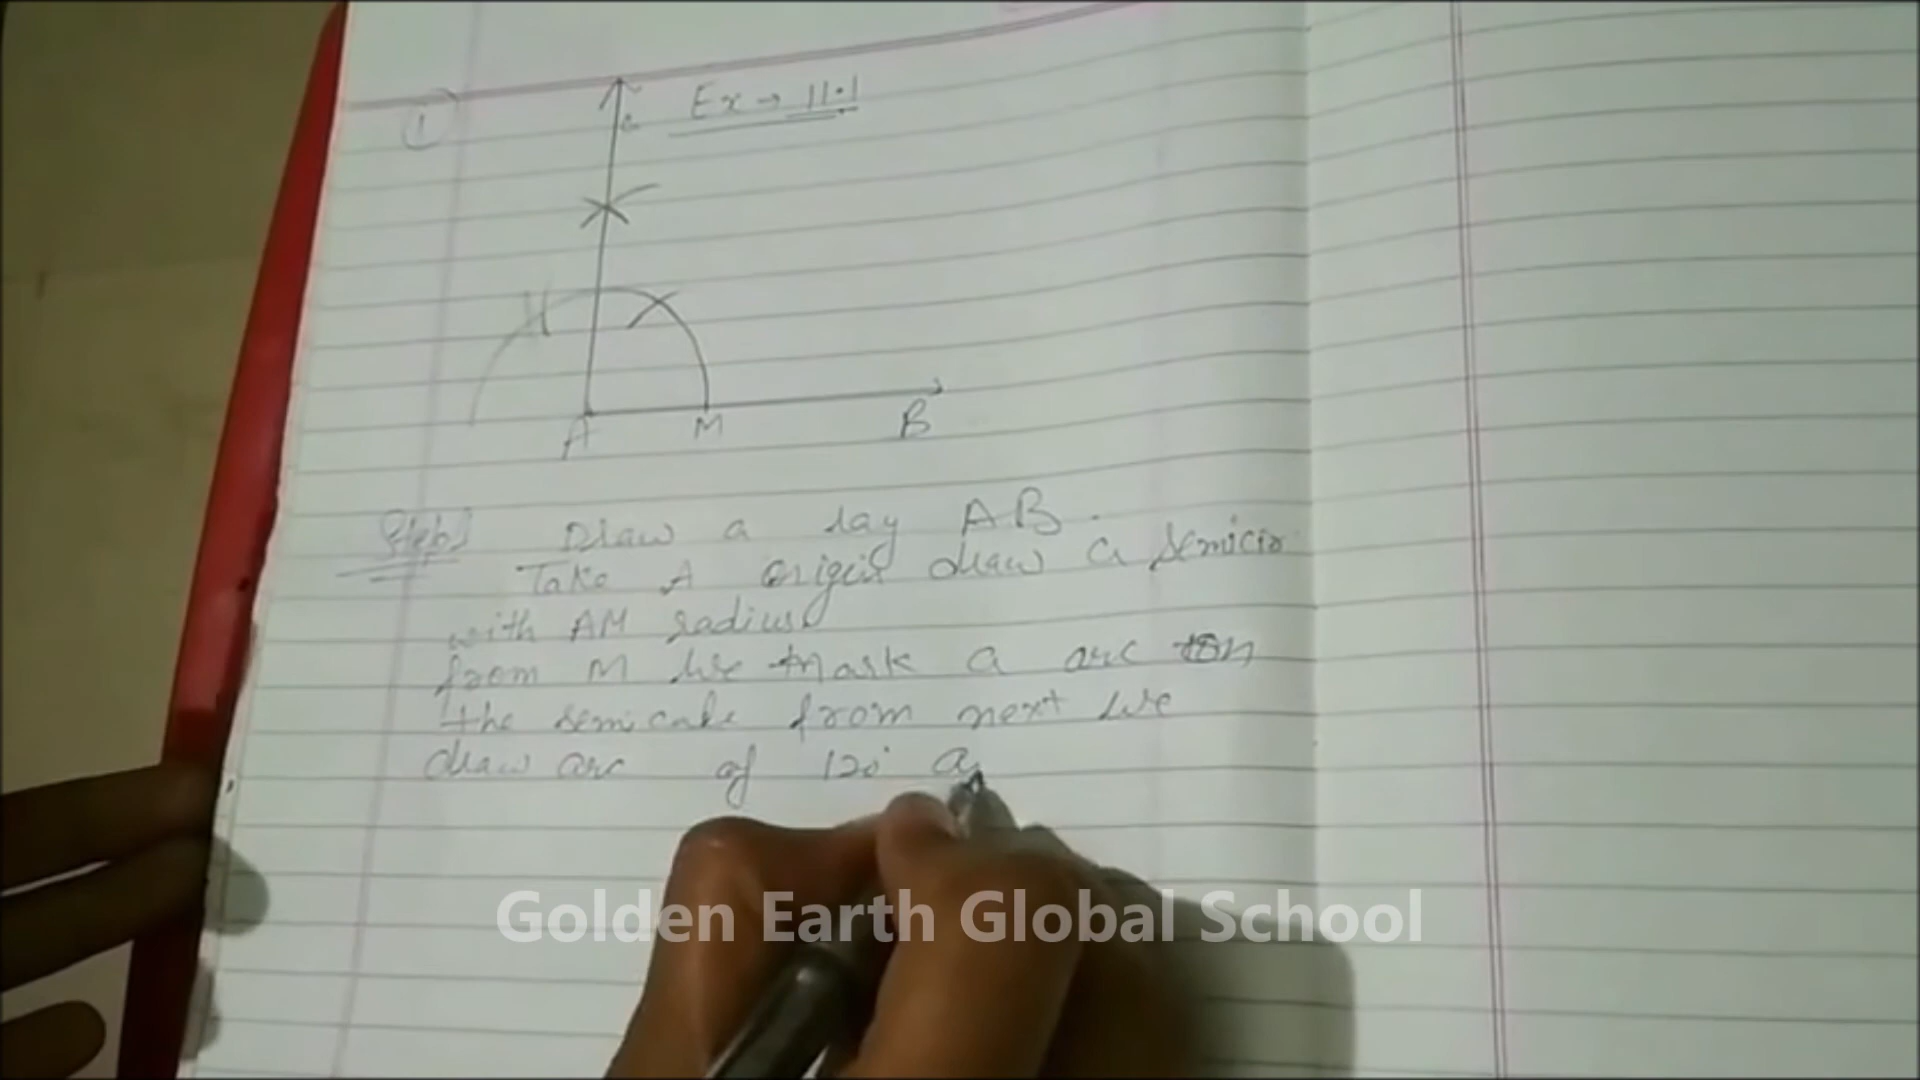 1 Ex → 11.1
c
A M B
Steps Draw a ray AB.
Take A origin draw a semicir
with AM radius
from M we mark a arc on
the semicircle from next we
draw arc of 120° a
Golden Earth Global School